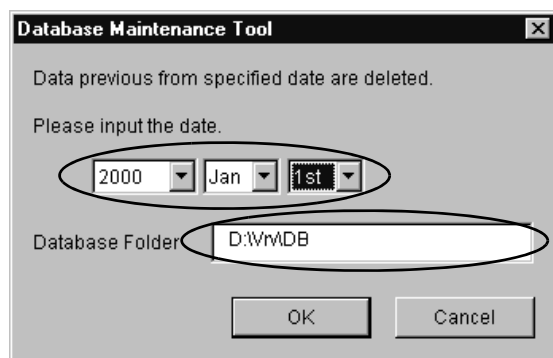 Database Maintenance Tool
Data previous from specified date are deleted.
Please input the date.
2000 Jan 1st
Database Folder D:\Vrv\DB
OK Cancel